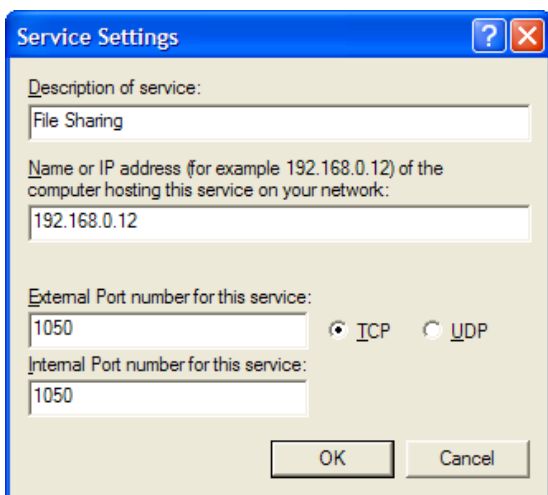 Service Settings
Description of service:
File Sharing
Name or IP address (for example 192.168.0.12) of the
computer hosting this service on your network:
192.168.0.12
External Port number for this service:
1050
TCP
UDP
Internal Port number for this service:
1050
OK
Cancel